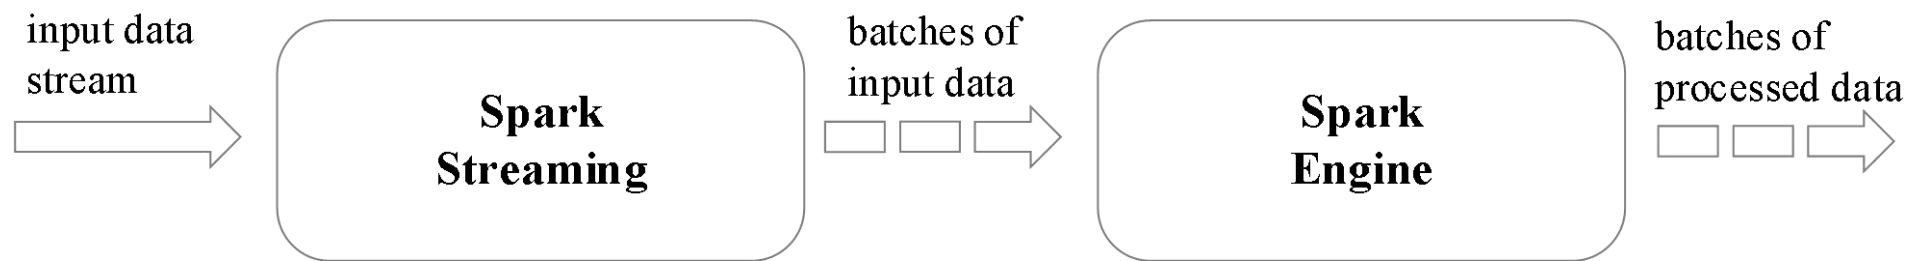 input data
stream
Spark
Streaming
batches of
input data
Spark
Engine
batches of
processed data